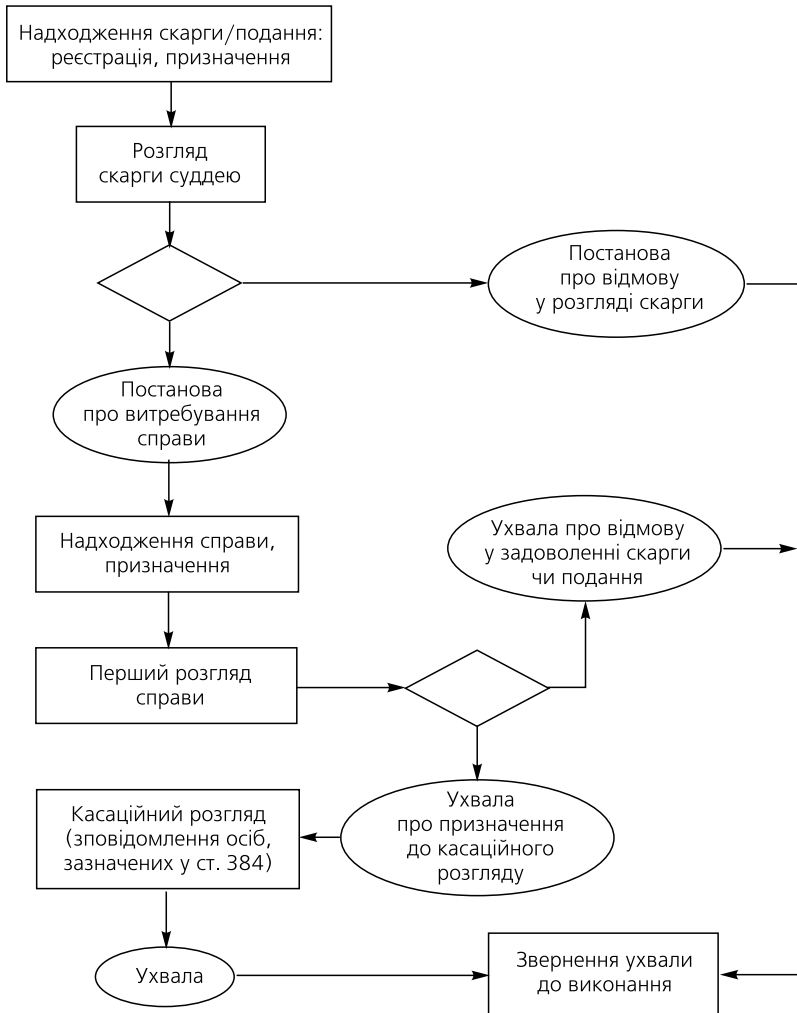 Надходження скарги/подання:
реєстрація, призначення
Розгляд
скарги суддею
Постанова
про відмову
у розгляді скарги
Постанова
про витребування
справи
Надходження справи,
призначення
Ухвала про відмову
у задоволенні скарги
чи подання
Перший розгляд
справи
Ухвала
про призначення
до касаційного
розгляду
Касаційний розгляд
(зповідомлення осіб,
зазначених у ст. 384)
Ухвала
Звернення ухвали
до виконання